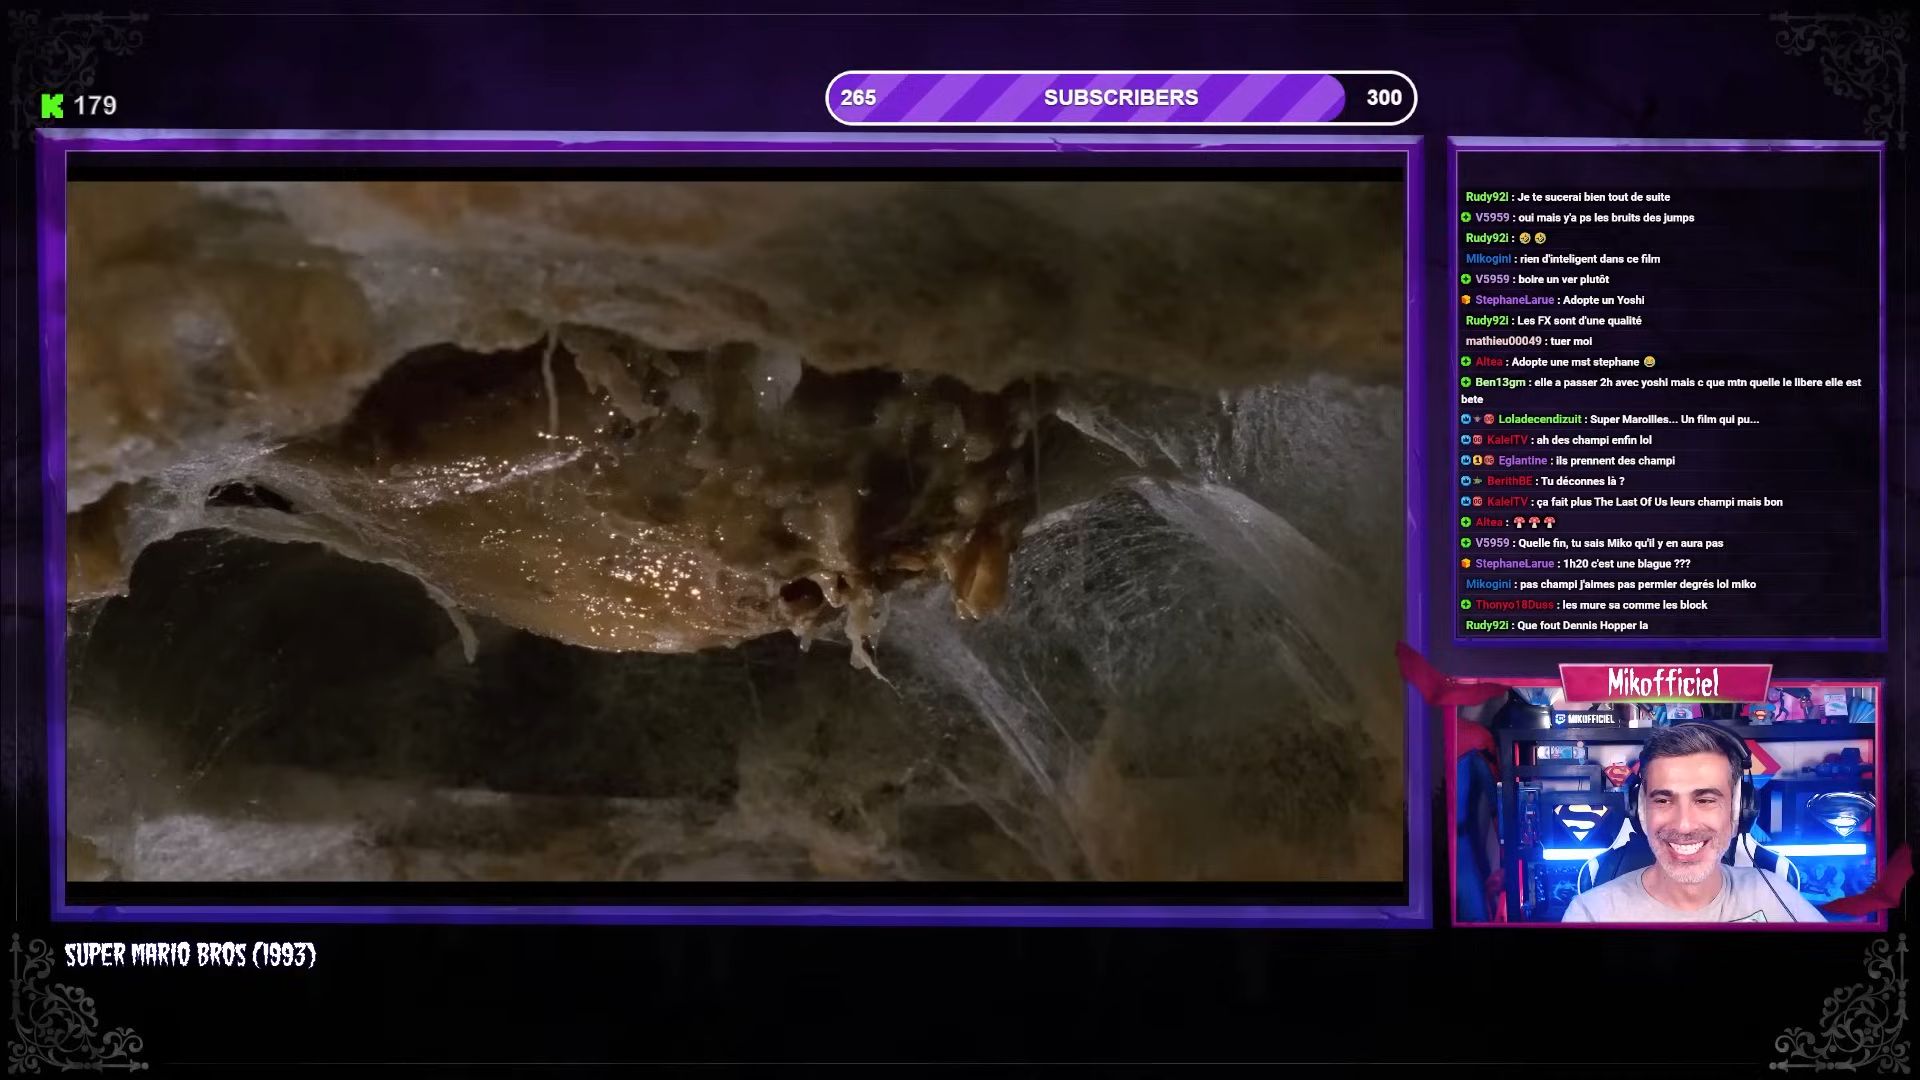 K 179
265 SUBSCRIBERS 300
Rudy92i : Je te sucerai bien tout de suite
V5959 : oui mais y'a ps les bruits des jumps
Rudy92i : 🤣 🤣
Mikogini : rien d'inteligent dans ce film
V5959 : boire un ver plutôt
StephaneLarue : Adopte un Yoshi
Rudy92i : Les FX sont d'une qualité
mathieu00049 : tuer moi
Altea : Adopte une mst stephane 😂
Ben13gm : elle a passer 2h avec yoshi mais c que mtn quelle le libere elle est
bete
Loladecendizuit : Super Maroilles... Un film qui pu...
KalelTV : ah des champi enfin lol
Eglantine : ils prennent des champi
BerithBE : Tu déconnes là ?
KalelTV : ça fait plus The Last Of Us leurs champi mais bon
Altea : 🍄 🍄 🍄
V5959 : Quelle fin, tu sais Miko qu'il y en aura pas
StephaneLarue : 1h20 c'est une blague ???
Mikogini : pas champi j'aimes pas permier degrés lol miko
Thonyo18Duss : les mure sa comme les block
Rudy92i : Que fout Dennis Hopper la
Mikofficiel
MIKOFFICIEL
SUPER MARIO BROS (1993)